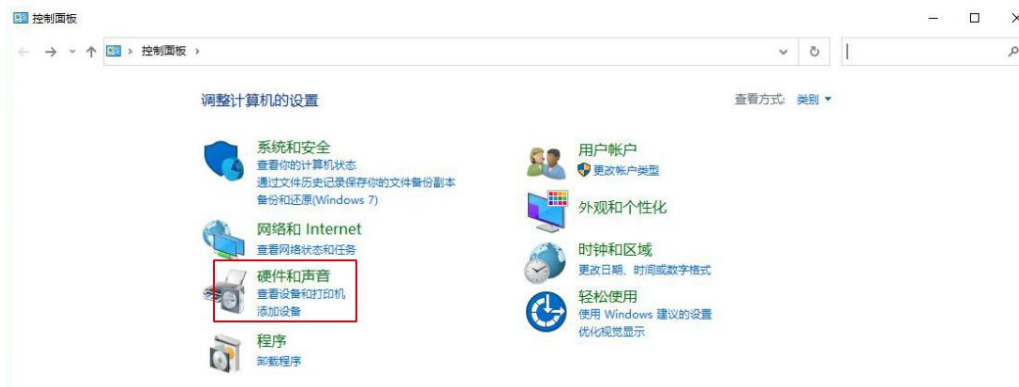 控制面板
控制面板
调整计算机的设置
查看方式: 类别
系统和安全
查看你的计算机状态
通过文件历史记录保存你的文件备份副本
备份和还原(Windows 7)
网络和 Internet
查看网络状态和任务
硬件和声音
查看设备和打印机
添加设备
程序
卸载程序
用户帐户
更改帐户类型
外观和个性化
时钟和区域
更改日期、时间或数字格式
轻松使用
使用 Windows 建议的设置
优化视觉显示